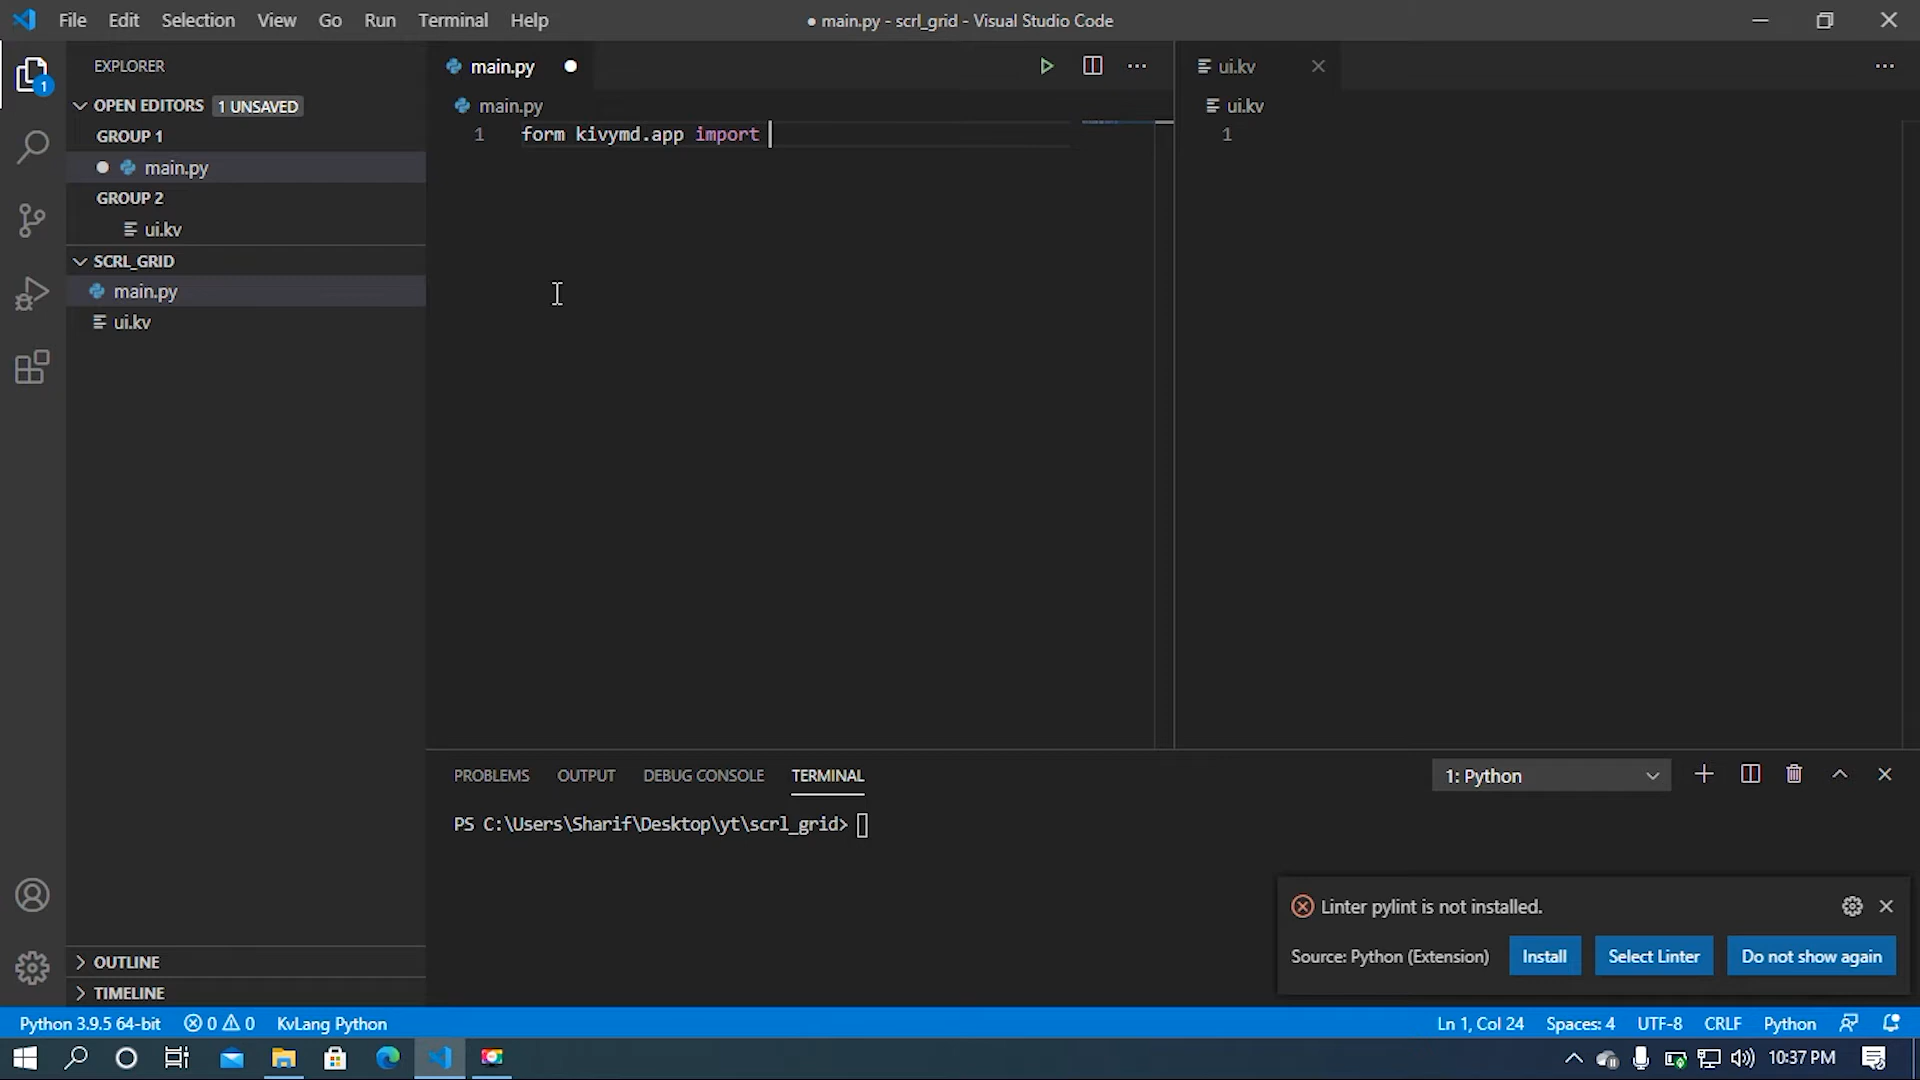 File Edit Selection View Go Run Terminal Help
● main.py - scrl_grid - Visual Studio Code
EXPLORER
1
OPEN EDITORS 1 UNSAVED
GROUP 1
main.py
GROUP 2
ui.kv
SCRL_GRID
main.py
ui.kv
OUTLINE
TIMELINE
main.py
main.py
1 form kivymd.app import
ui.kv
ui.kv
1
PROBLEMS OUTPUT DEBUG CONSOLE TERMINAL
1: Python
PS C:\Users\Sharif\Desktop\yt\scrl_grid>
Linter pylint is not installed.
Source: Python (Extension) Install Select Linter Do not show again
Python 3.9.5 64-bit 0 0 KvLang Python
Ln 1, Col 24 Spaces: 4 UTF-8 CRLF Python
10:37 PM